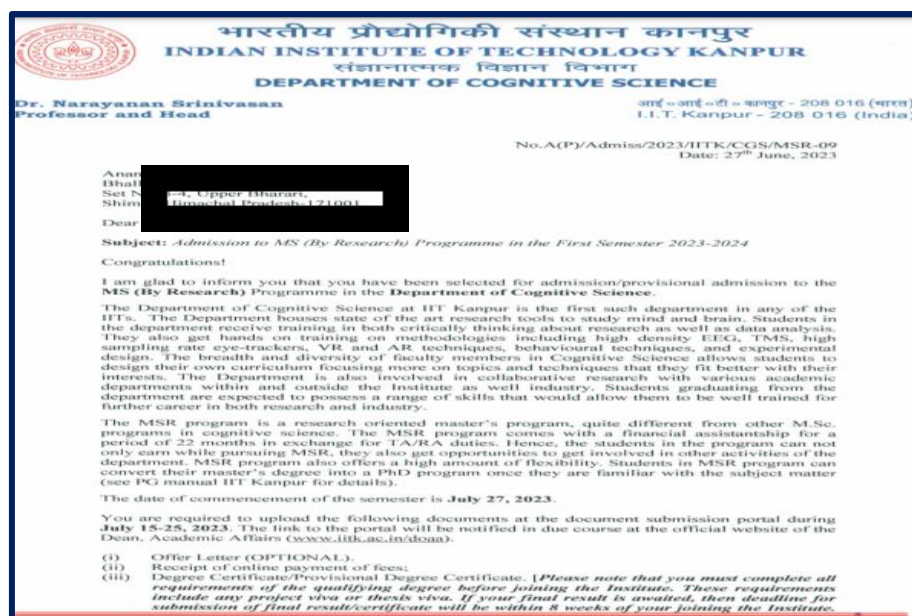 भारतीय प्रौद्योगिकी संस्थान कानपुर
INDIAN INSTITUTE OF TECHNOLOGY KANPUR
संज्ञानात्मक विज्ञान विभाग
DEPARTMENT OF COGNITIVE SCIENCE
Dr. Narayanan Srinivasan
Professor and Head
आई०आई०टी० कानपुर - 208 016 (भारत)
I.I.T. Kanpur - 208 016 (India)
No.A(P)/Admiss/2023/IITK/CGS/MSR-09
Date: 27th June, 2023
Anan
Bhall
Set N -4, Upper Bharari,
Shim Himachal Pradesh-171001
Dear
Subject: Admission to MS (By Research) Programme in the First Semester 2023-2024
Congratulations!
I am glad to inform you that you have been selected for admission/provisional admission to the
MS (By Research) Programme in the Department of Cognitive Science.
The Department of Cognitive Science at IIT Kanpur is the first such department in any of the
IITs. The Department houses state of the art research tools to study mind and brain. Students in
the department receive training in both critically thinking about research as well as data analysis.
They also get hands on training on methodologies including high density EEG, TMS, high
sampling rate eye-trackers, VR and AR techniques, behavioural techniques, and experimental
design. The breadth and diversity of faculty members in Cognitive Science allows students to
design their own curriculum focusing more on topics and techniques that they fit better with their
interests. The Department is also involved in collaborative research with various academic
departments within and outside the Institute as well industry. Students graduating from the
department are expected to possess a range of skills that would allow them to be well trained for
further career in both research and industry.
The MSR program is a research oriented master's program, quite different from other M.Sc.
programs in cognitive science. The MSR program comes with a financial assistantship for a
period of 22 months in exchange for TA/RA duties. Hence, the students in the program can not
only earn while pursuing MSR, they also get opportunities to get involved in other activities of the
department. MSR program also offers a high amount of flexibility. Students in MSR program can
convert their master's degree into a PhD program once they are familiar with the subject matter
(see PG manual IIT Kanpur for details).
The date of commencement of the semester is July 27, 2023.
You are required to upload the following documents at the document submission portal during
July 15-25, 2023. The link to the portal will be notified in due course at the official website of the
Dean, Academic Affairs (www.iitk.ac.in/doaa).
(i) Offer Letter (OPTIONAL).
(ii) Receipt of online payment of fees;
(iii) Degree Certificate/Provisional Degree Certificate. [Please note that you must complete all
requirements of the qualifying degree before joining the Institute. These requirements
include any project viva or thesis viva. If your final result is awaited, then deadline for
submission of final result/certificate will be within 8 weeks of your joining the Institute.